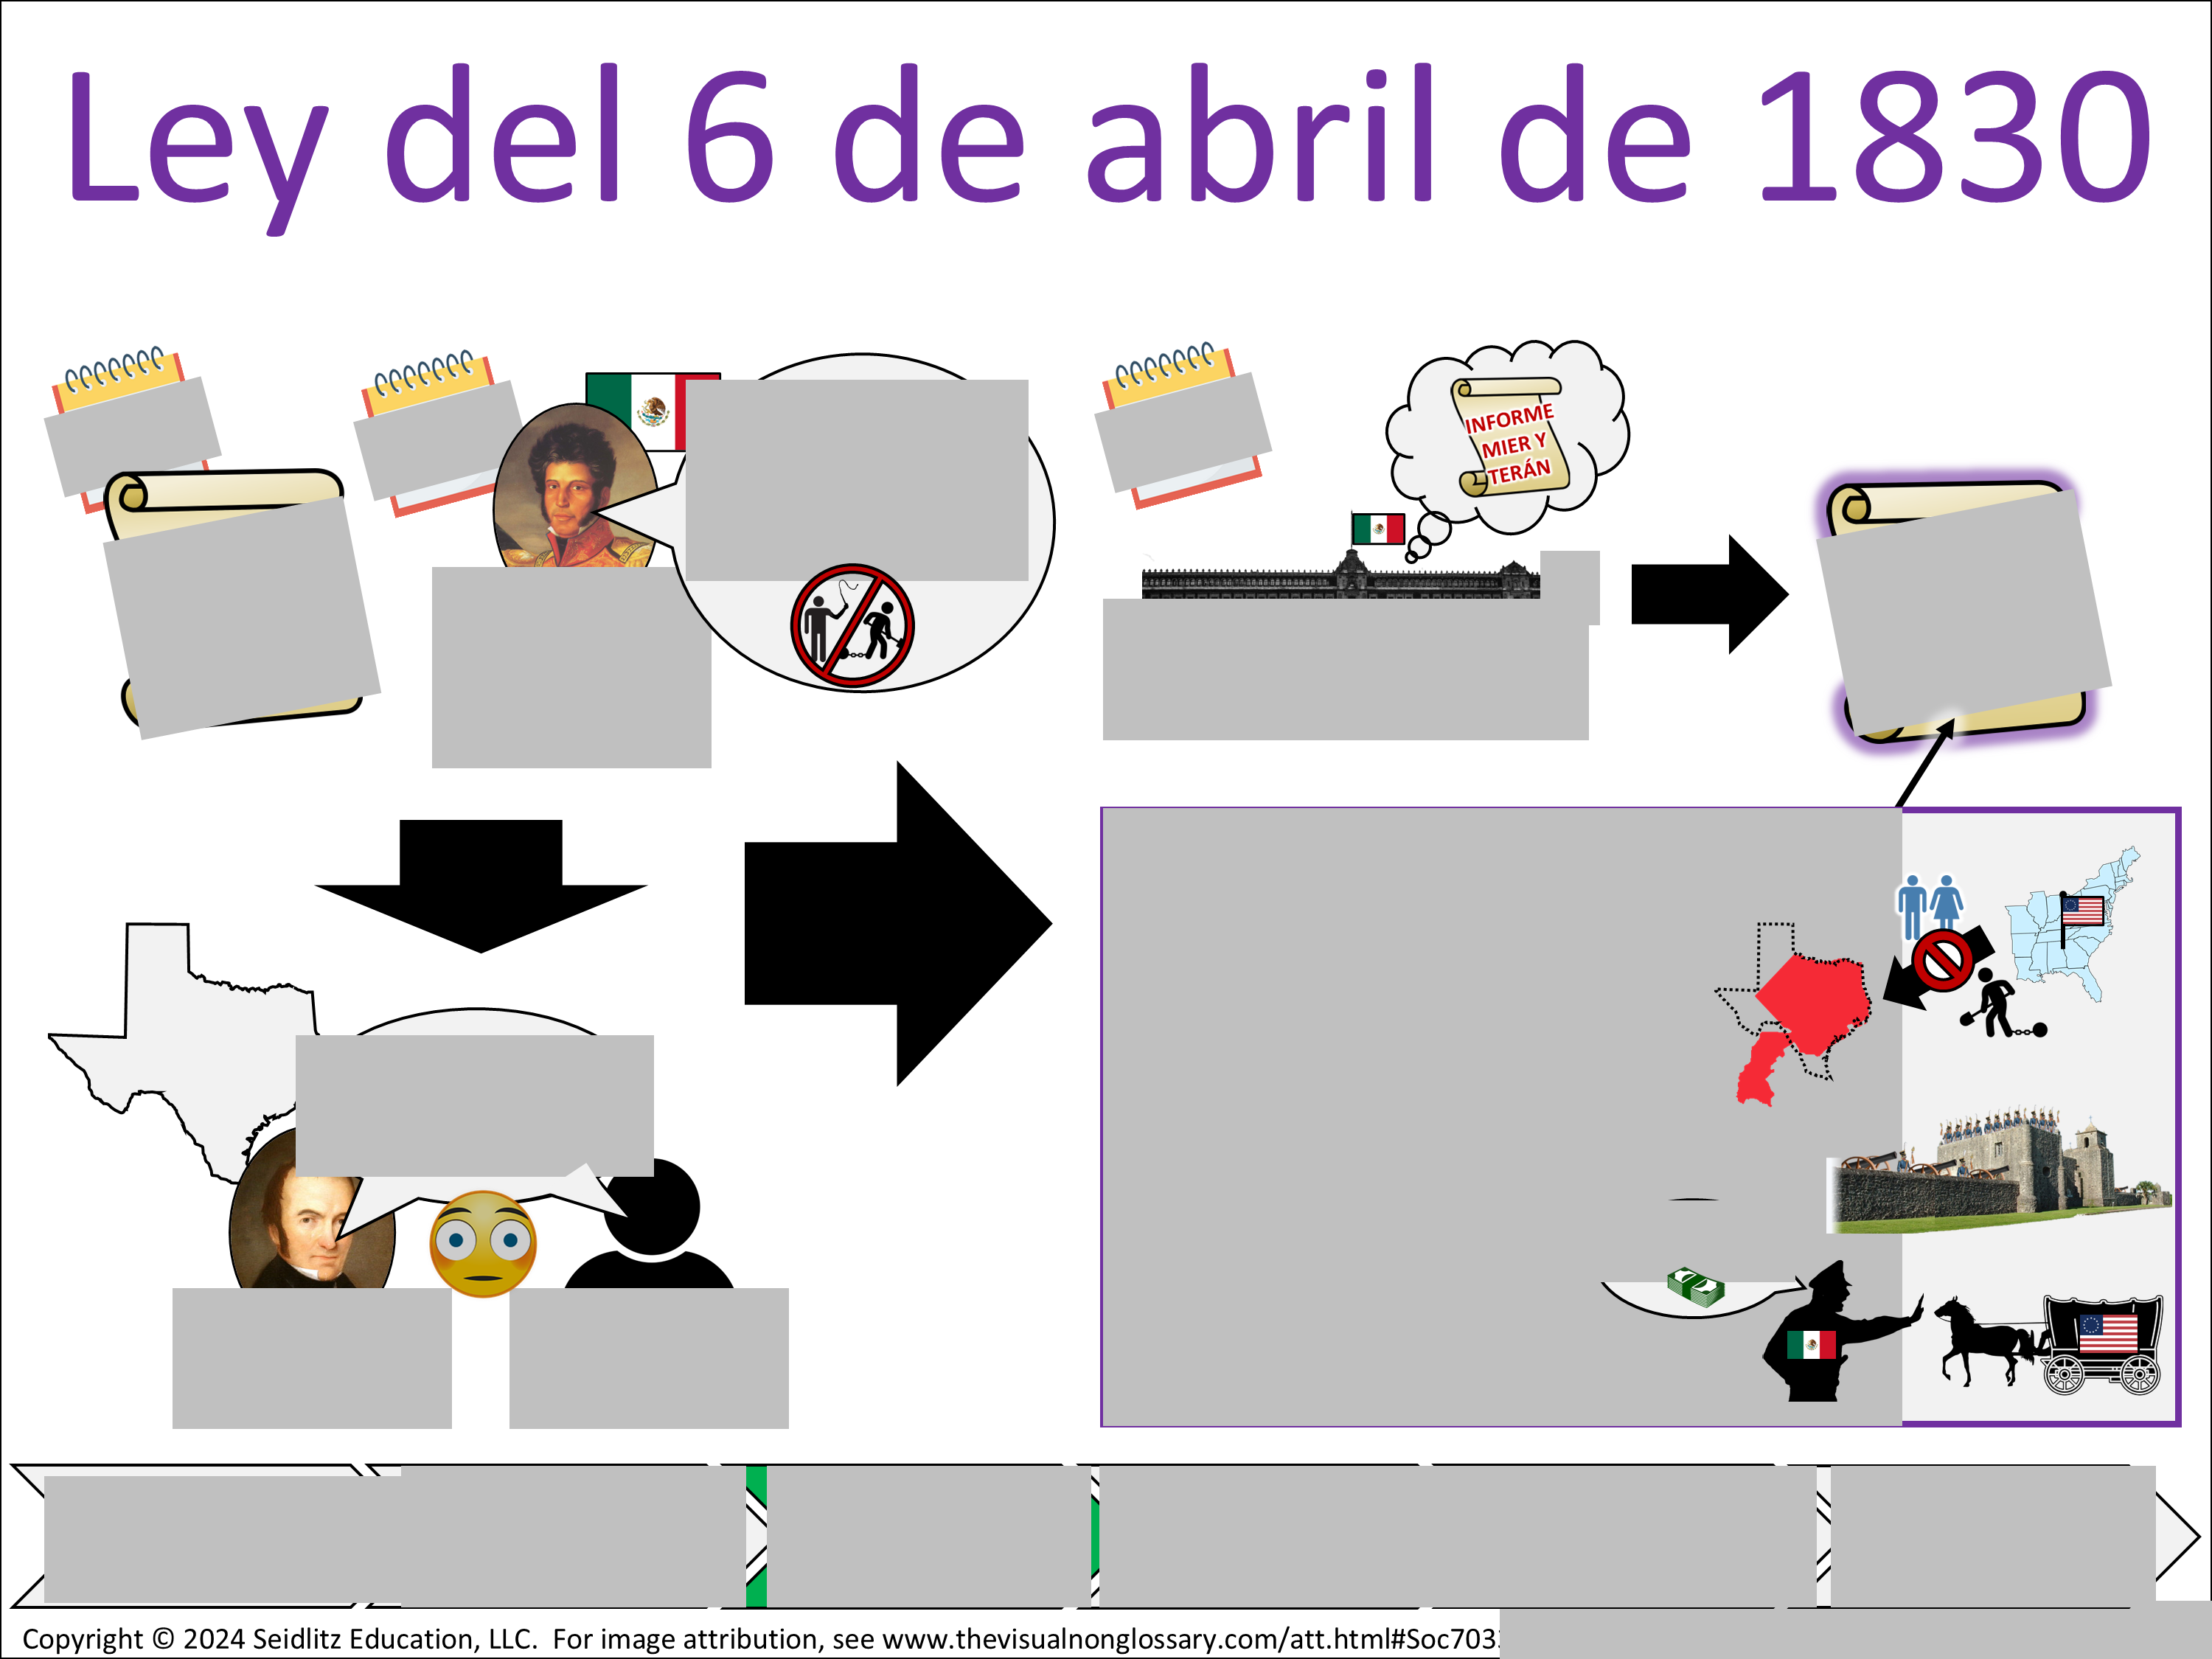 Ley del 6 de abril de 1830
INFORME
MIER Y
TERÁN
Copyright © 2024 Seidlitz Education, LLC.  For image attribution, see www.thevisualnonglossary.com/att.html#Soc703